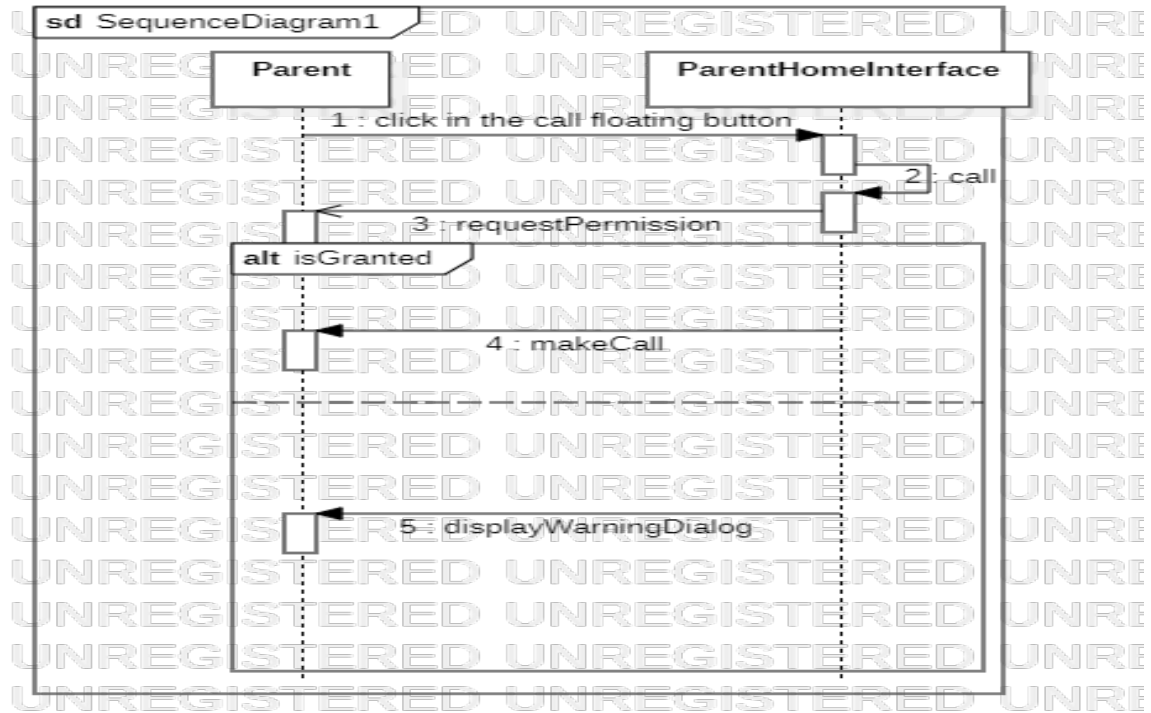 sd SequenceDiagram1
Parent
ParentHomeInterface
1 : click in the call floating button
2 : call
3 : requestPermission
alt isGranted
4 : makeCall
5 : displayWarningDialog
UNREGISTERED